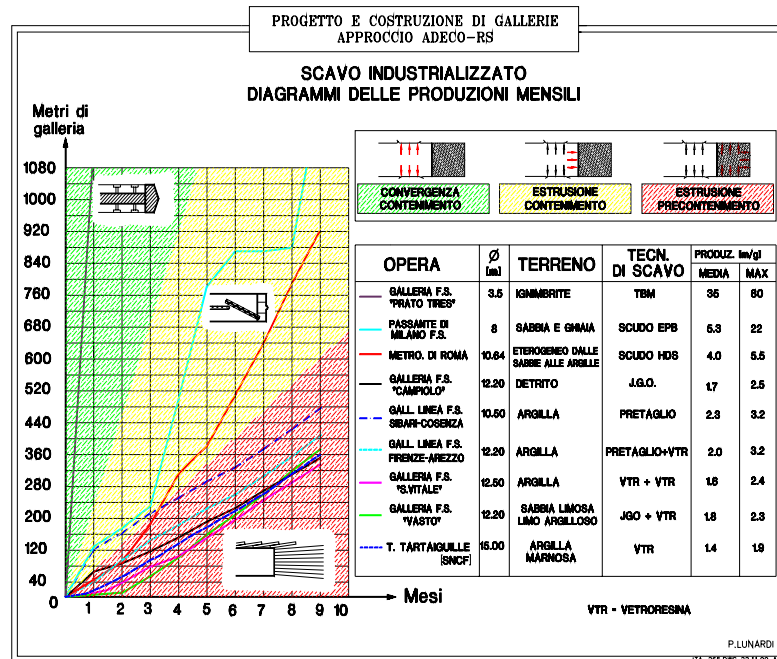 PROGETTO E COSTRUZIONE DI GALLERIE
APPROCCIO ADECO-RS
SCAVO INDUSTRIALIZZATO
DIAGRAMMI DELLE PRODUZIONI MENSILI
Metri di
galleria
1080
1000
920
840
760
680
600
520
440
360
280
200
120
40
0
1 2 3 4 5 6 7 8 9 10
Mesi
CONVERGENZA
CONTENIMENTO
ESTRUSIONE
CONTENIMENTO
ESTRUSIONE
PRECONTENIMENTO
OPERA Ø [m] TERRENO TECN. DI SCAVO PRODUZ. [m/g]
MEDIA MAX
GALLERIA F.S. "PRATO TIRES" 3.5 IGNIMBRITE TBM 35 80
PASSANTE DI MILANO F.S. 8 SABBIA E GHIAIA SCUDO EPB 5.3 22
METRO. DI ROMA 10.64 ETEROGENEO DALLE SABBIE ALLE ARGILLE SCUDO HDS 4.0 5.5
GALLERIA F.S. "CAMPIOLO" 12.20 DETRITO J.G.O. 1.7 2.5
GALL. LINEA F.S. SIBARI-COSENZA 10.50 ARGILLA PRETAGLIO 2.3 3.2
GALL. LINEA F.S. FIRENZE-AREZZO 12.20 ARGILLA PRETAGLIO+VTR 2.0 3.2
GALLERIA F.S. "S.VITALE" 12.50 ARGILLA VTR + VTR 1.6 2.4
GALLERIA F.S. "VASTO" 12.20 SABBIA LIMOSA LIMO ARGILLOSO JGO + VTR 1.8 2.3
T. TARTAIGUILLE [SNCF] 15.00 ARGILLA MARNOSA VTR 1.4 1.9
VTR = VETRORESINA
P.LUNARDI